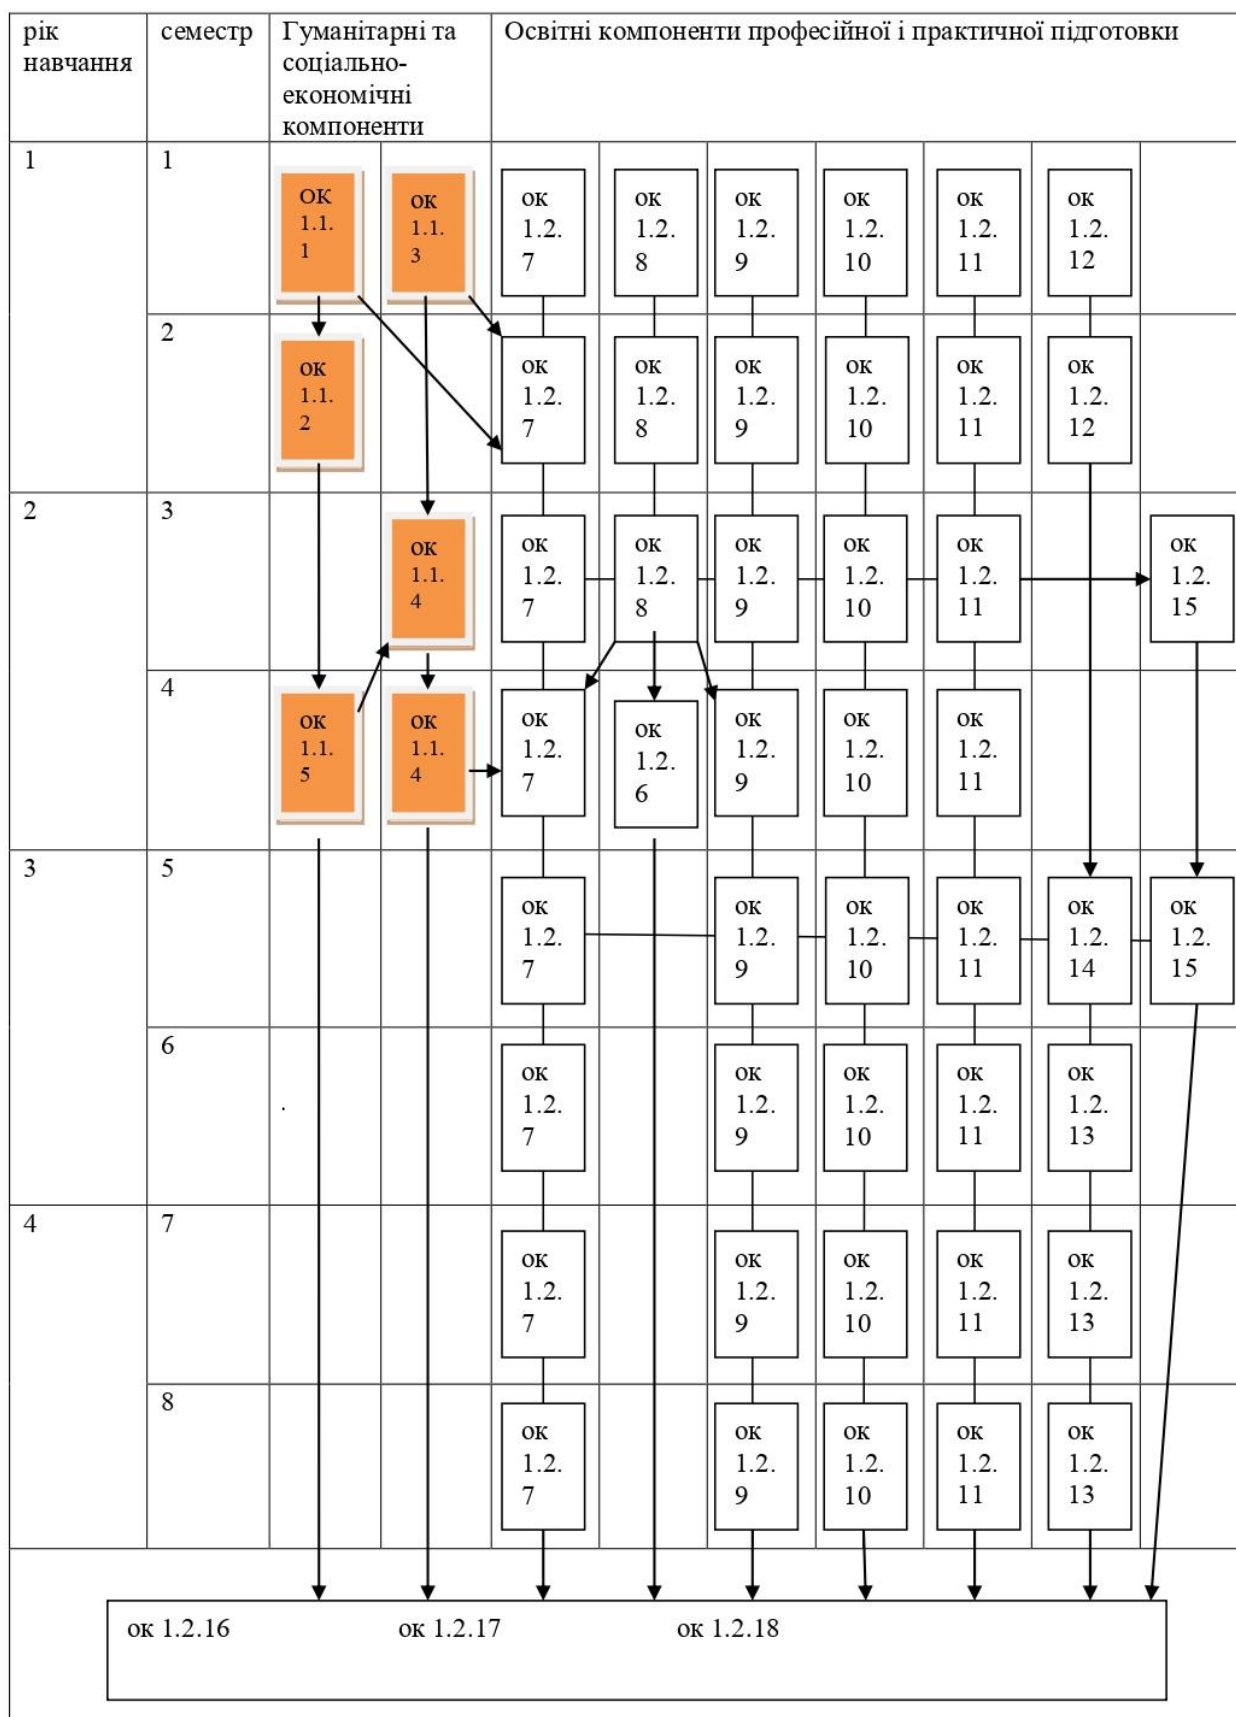 рік
навчання
семестр
Гуманітарні та
соціально-
економічні
компоненти
Освітні компоненти професійної і практичної підготовки
1
1
ОК
1.1.
1
ок
1.1.
3
ок
1.2.
7
ок
1.2.
8
ок
1.2.
9
ок
1.2.
10
ок
1.2.
11
ок
1.2.
12
2
ок
1.1.
2
ок
1.2.
7
ок
1.2.
8
ок
1.2.
9
ок
1.2.
10
ок
1.2.
11
ок
1.2.
12
2
3
ок
1.1.
4
ок
1.2.
7
ок
1.2.
8
ок
1.2.
9
ок
1.2.
10
ок
1.2.
11
ок
1.2.
15
4
ок
1.1.
5
ок
1.1.
4
ок
1.2.
7
ок
1.2.
6
ок
1.2.
9
ок
1.2.
10
ок
1.2.
11
3
5
ок
1.2.
7
ок
1.2.
9
ок
1.2.
10
ок
1.2.
11
ок
1.2.
14
ок
1.2.
15
6
.
ок
1.2.
7
ок
1.2.
9
ок
1.2.
10
ок
1.2.
11
ок
1.2.
13
4
7
ок
1.2.
7
ок
1.2.
9
ок
1.2.
10
ок
1.2.
11
ок
1.2.
13
8
ок
1.2.
7
ок
1.2.
9
ок
1.2.
10
ок
1.2.
11
ок
1.2.
13
ок 1.2.16 ок 1.2.17 ок 1.2.18